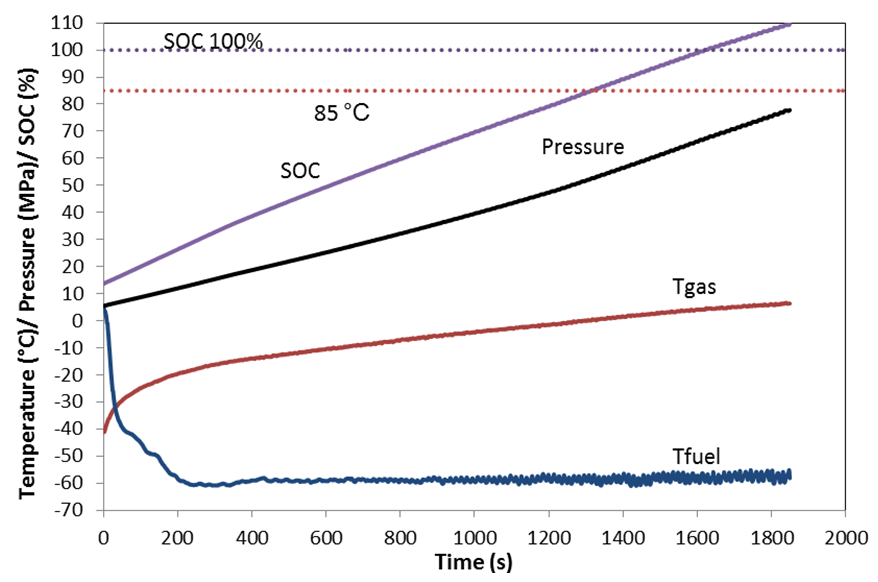 110
100
90
80
70
60
50
40
30
20
10
0
-10
-20
-30
-40
-50
-60
-70
Temperature (°C)/ Pressure (MPa)/ SOC (%)
SOC 100%
85 °C
Pressure
SOC
Tgas
Tfuel
0 200 400 600 800 1000 1200 1400 1600 1800 2000
Time (s)